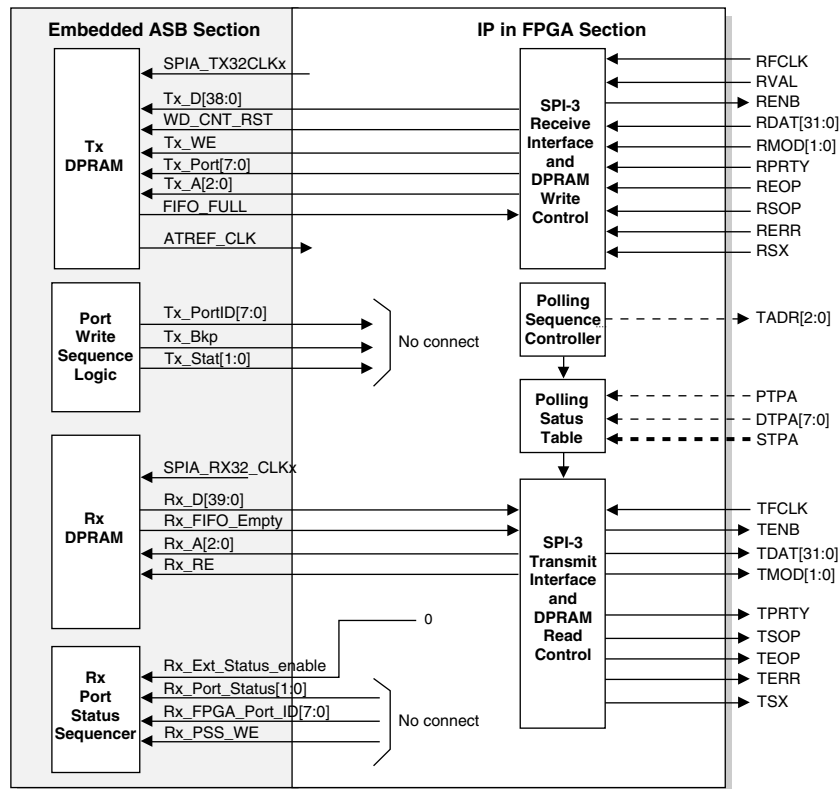 Embedded ASB Section
IP in FPGA Section
SPIA_TX32CLKx
Tx_D[38:0]
WD_CNT_RST
Tx_WE
Tx_Port[7:0]
Tx_A[2:0]
FIFO_FULL
ATREF_CLK
Tx
DPRAM
SPI-3
Receive
Interface
and
DPRAM
Write
Control
RFCLK
RVAL
RENB
RDAT[31:0]
RMOD[1:0]
RPRTY
REOP
RSOP
RERR
RSX
Port
Write
Sequence
Logic
Tx_PortID[7:0]
Tx_Bkp
Tx_Stat[1:0]
No connect
Polling
Sequence
Controller
TADR[2:0]
Polling
Satus
Table
PTPA
DTPA[7:0]
STPA
Rx
DPRAM
SPIA_RX32_CLKx
Rx_D[39:0]
Rx_FIFO_Empty
Rx_A[2:0]
Rx_RE
SPI-3
Transmit
Interface
and
DPRAM
Read
Control
TFCLK
TENB
TDAT[31:0]
TMOD[1:0]
TPRTY
TSOP
TEOP
TERR
TSX
0
Rx
Port
Status
Sequencer
Rx_Ext_Status_enable
Rx_Port_Status[1:0]
Rx_FPGA_Port_ID[7:0]
Rx_PSS_WE
No connect